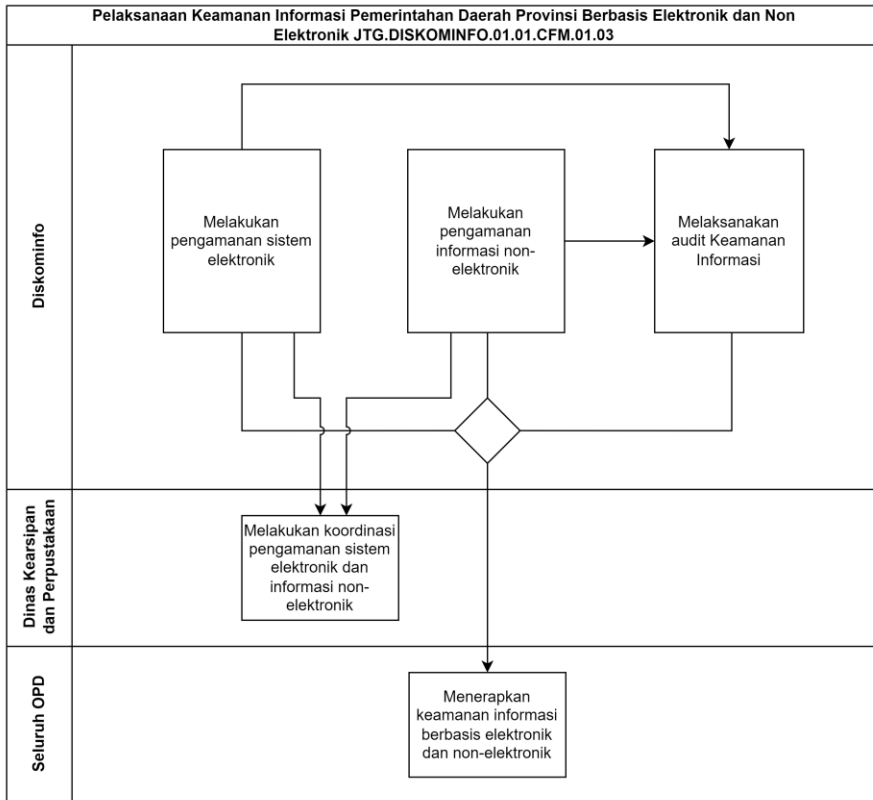 Pelaksanaan Keamanan Informasi Pemerintahan Daerah Provinsi Berbasis Elektronik dan Non
Elektronik JTG.DISKOMINFO.01.01.CFM.01.03
Diskominfo
Melakukan
pengamanan sistem
elektronik
Melakukan
pengamanan
informasi non-
elektronik
Melaksanakan
audit Keamanan
Informasi
Dinas Kearsipan
dan Perpustakaan
Melakukan koordinasi
pengamanan sistem
elektronik dan
informasi non-
elektronik
Seluruh OPD
Menerapkan
keamanan informasi
berbasis elektronik
dan non-elektronik